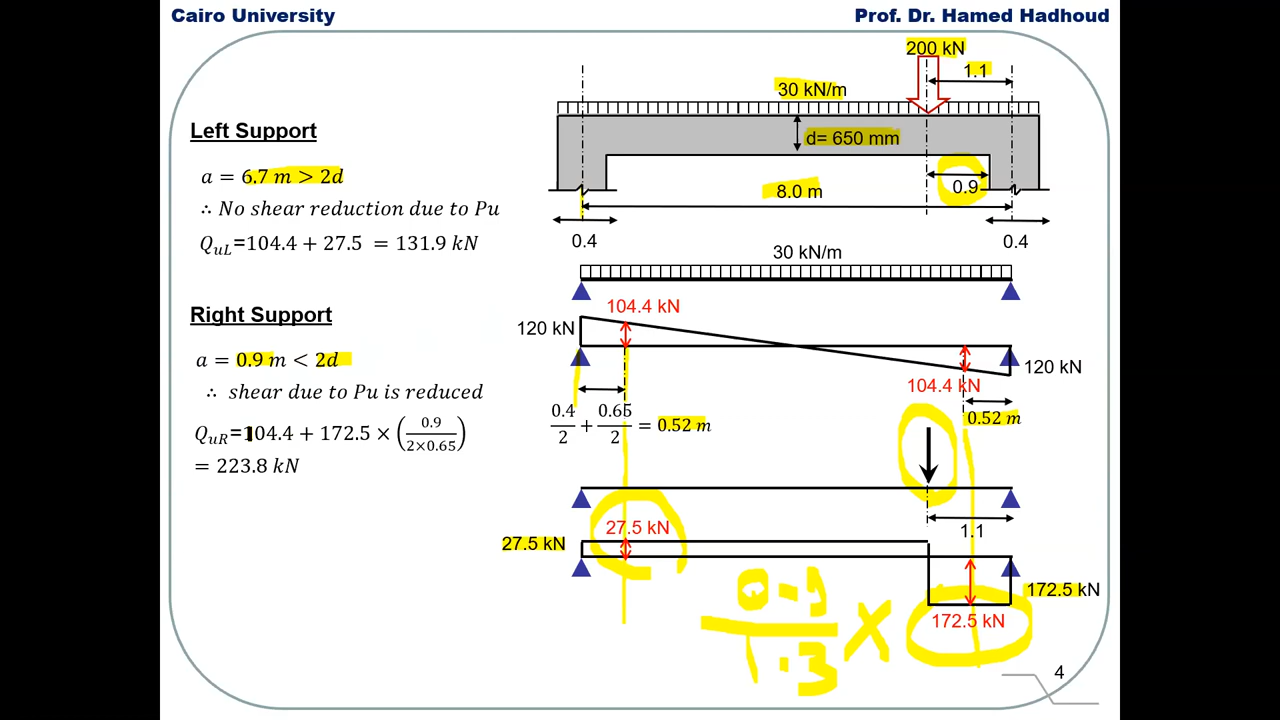 Cairo University
Prof. Dr. Hamed Hadhoud
200 kN
1.1
30 kN/m
d= 650 mm
0.9
8.0 m
0.4
0.4
Left Support
a = 6.7 m > 2d
∴ No shear reduction due to Pu
QuL=104.4 + 27.5 = 131.9 kN
Right Support
a = 0.9 m < 2d
∴ shear due to Pu is reduced
QuR=104.4 + 172.5 × (0.9/2×0.65)
= 223.8 kN
30 kN/m
104.4 kN
120 kN
120 kN
104.4 kN
0.4/2 + 0.65/2 = 0.52 m
0.52 m
1.1
27.5 kN
27.5 kN
172.5 kN
172.5 kN
0.9/1.3 ×
4